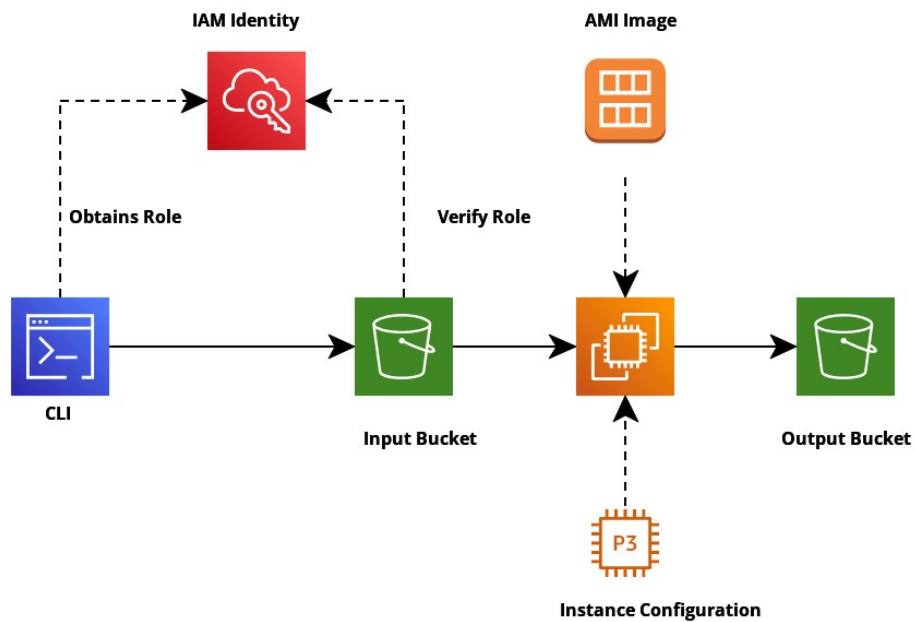 IAM Identity
AMI Image
Obtains Role
Verify Role
CLI
Input Bucket
Output Bucket
P3
Instance Configuration